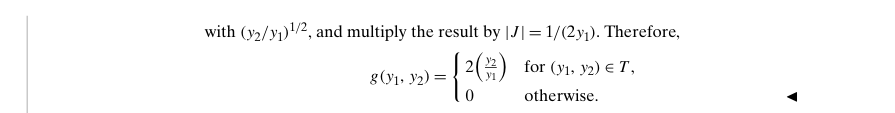 with (y₂/y₁)^{1/2}, and multiply the result by |J| = 1/(2y₁). Therefore,
g(y₁, y₂) = { 2(y₂/y₁) for (y₁, y₂) ∈ T,
0 otherwise. ◀